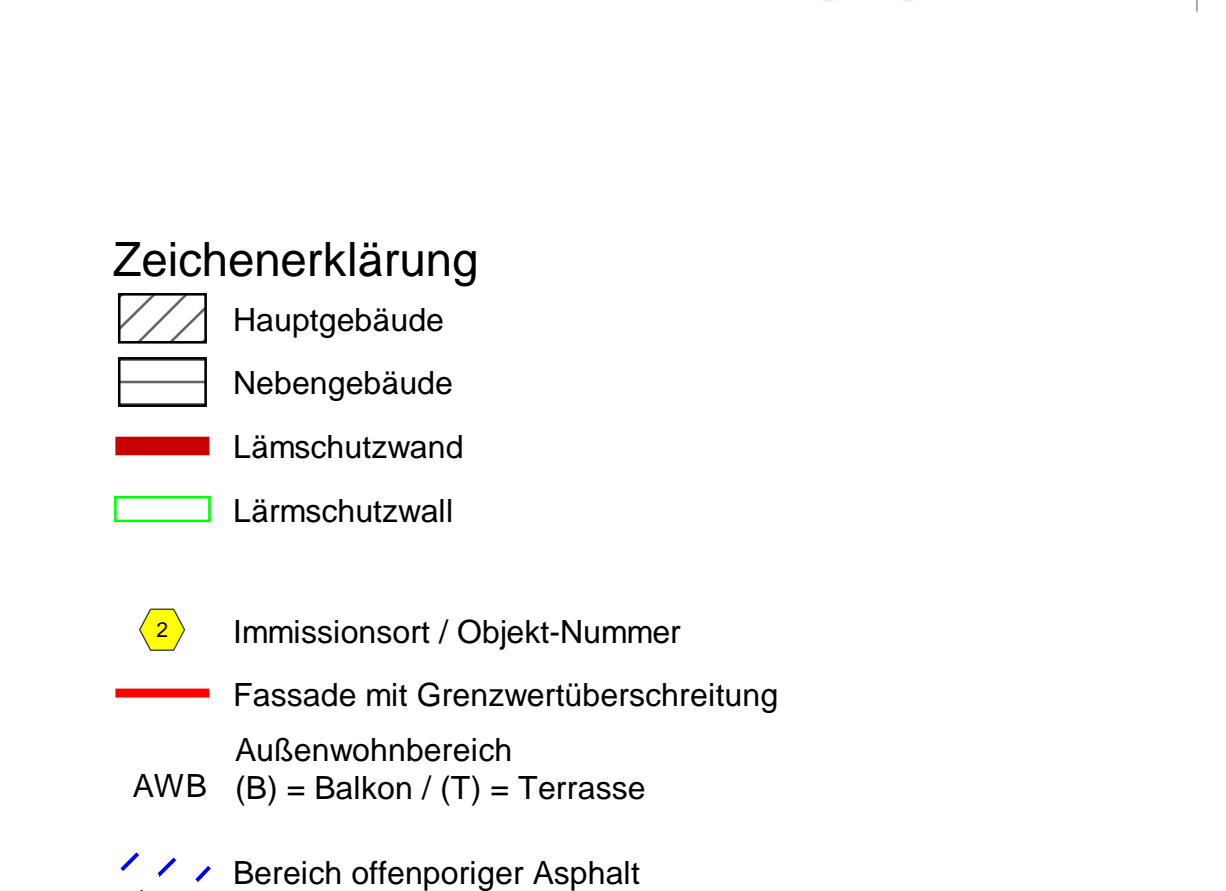 Zeichenerklärung
Hauptgebäude
Nebengebäude
Lämschutzwand
Lärmschutzwall
2 Immissionsort / Objekt-Nummer
Fassade mit Grenzwertüberschreitung
Außenwohnbereich
AWB (B) = Balkon / (T) = Terrasse
Bereich offenporiger Asphalt